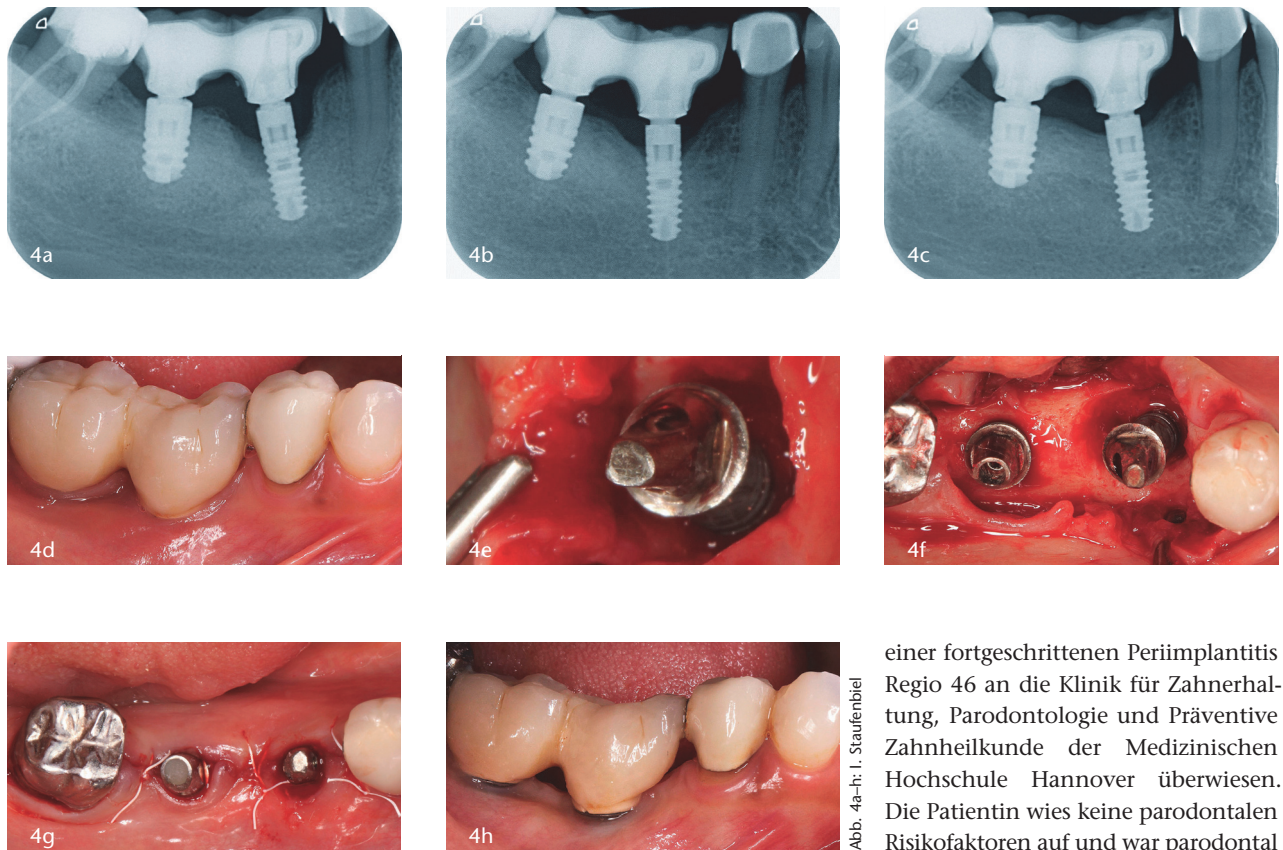 4a
4b
4c
4d
4e
4f
4g
4h
Abb. 4a–h: I. Staufenbiel
einer fortgeschrittenen Periimplantitis
Regio 46 an die Klinik für Zahnerhal-
tung, Parodontologie und Präventive
Zahnheilkunde der Medizinischen
Hochschule Hannover überwiesen.
Die Patientin wies keine parodontalen
Risikofaktoren auf und war parodontal